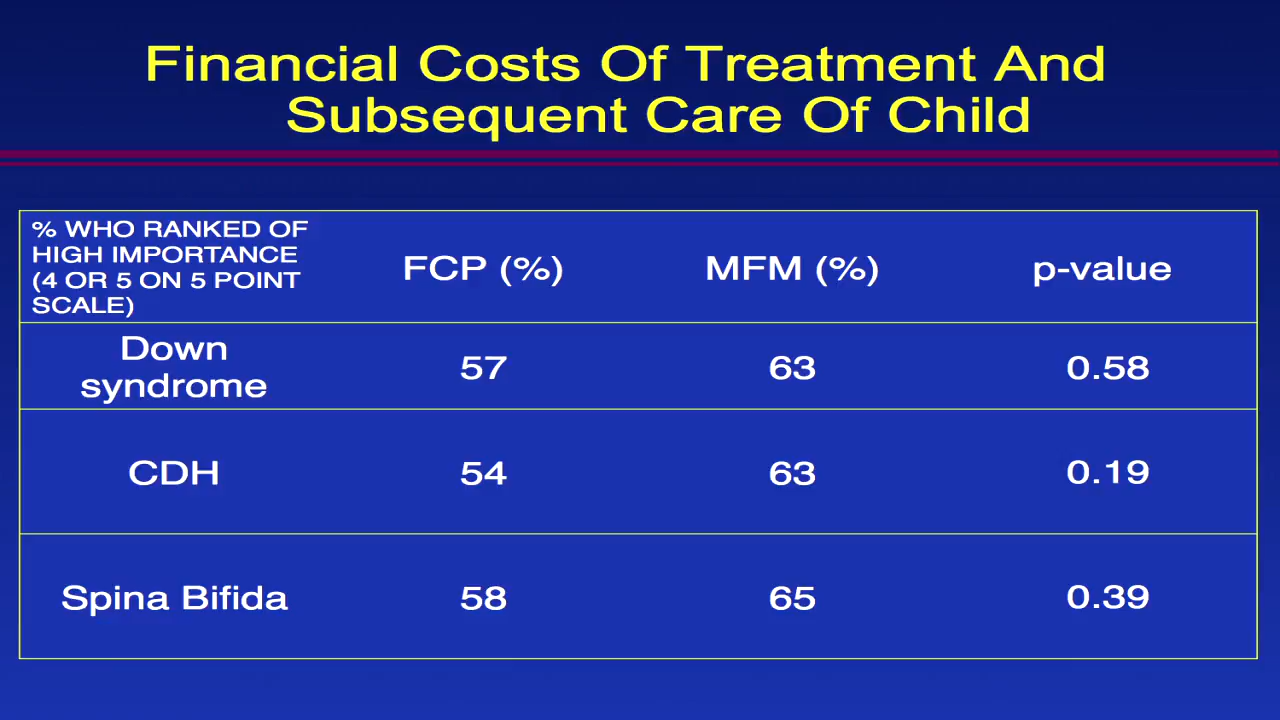 Financial Costs Of Treatment And
Subsequent Care Of Child
% WHO RANKED OF
HIGH IMPORTANCE
(4 OR 5 ON 5 POINT
SCALE)
FCP (%)
MFM (%)
p-value
Down
syndrome
57
63
0.58
CDH
54
63
0.19
Spina Bifida
58
65
0.39